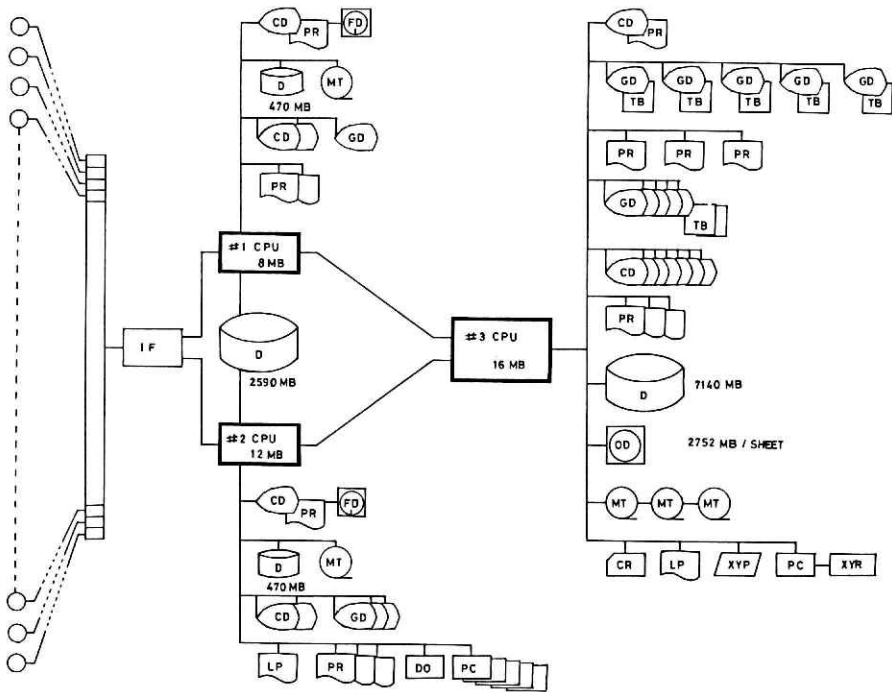 CD
PR
FD
D
MT
470 MB
CD
GD
PR
#1 CPU
8 MB
IF
D
2590 MB
#2 CPU
12 MB
CD
PR
FD
D
MT
470 MB
CD
GD
LP
PR
DO
PC
#3 CPU
16 MB
CD
PR
GD
TB
GD
TB
GD
TB
GD
TB
GD
TB
PR
PR
PR
GD
TB
CD
PR
D
7140 MB
OD
2752 MB / SHEET
MT
MT
MT
CR
LP
XYP
PC
XYR